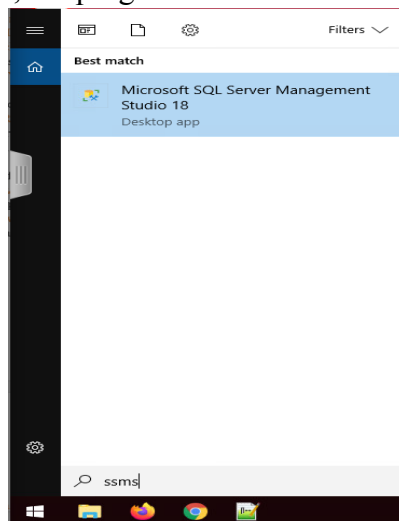 Filters
Best match
Microsoft SQL Server Management
Studio 18
Desktop app
ssms